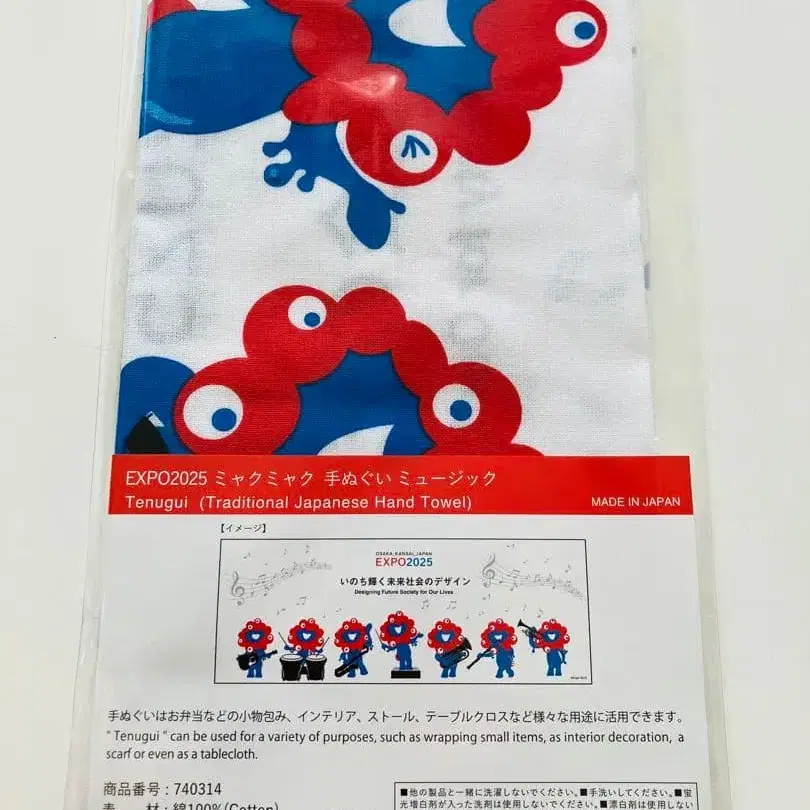 EXPO2025 ミャクミャク 手ぬぐい ミュージック
Tenugui (Traditional Japanese Hand Towel)
MADE IN JAPAN
【イメージ】
OSAKA, KANSAI, JAPAN
EXPO2025
いのち輝く未来社会のデザイン
Designing Future Society for Our Lives
手ぬぐいはお弁当などの小物包み、インテリア、ストール、テーブルクロスなど様々な用途に活用できます。
" Tenugui " can be used for a variety of purposes, such as wrapping small items, as interior decoration, a
scarf or even as a tablecloth.
商品番号 : 740314
素 材 : 綿100%(Cotton)
■他の製品と一緒に洗濯しないでください。■手洗いしてください。■蛍
光増白剤が入った洗剤は使用しないでください。■漂白剤は使用しない